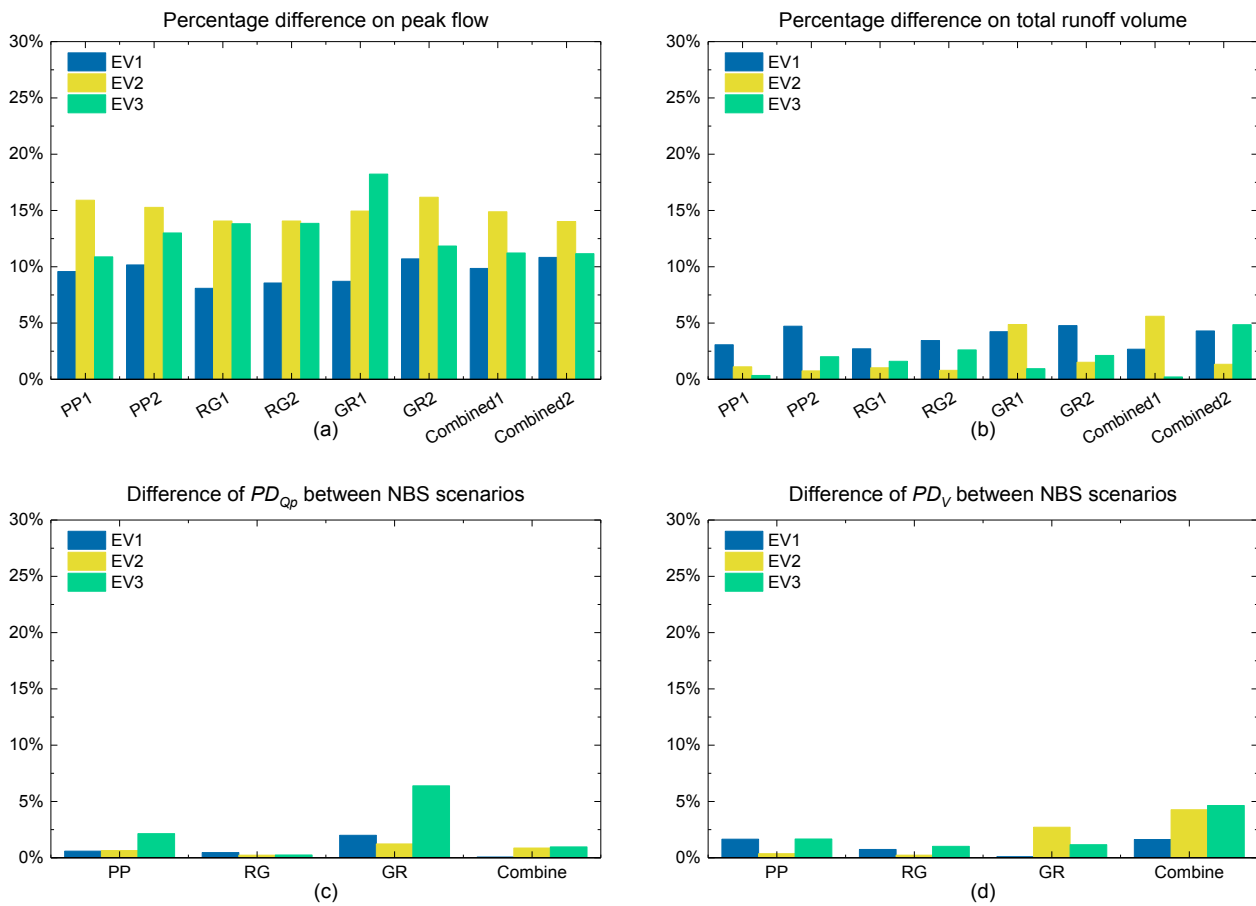 Percentage difference on peak flow
30%
25%
20%
15%
10%
5%
0%
EV1
EV2
EV3
PP1
PP2
RG1
RG2
GR1
GR2
Combined1
Combined2
(a)
Percentage difference on total runoff volume
30%
25%
20%
15%
10%
5%
0%
EV1
EV2
EV3
PP1
PP2
RG1
RG2
GR1
GR2
Combined1
Combined2
(b)
Difference of PD_Qp between NBS scenarios
30%
25%
20%
15%
10%
5%
0%
EV1
EV2
EV3
PP
RG
GR
Combine
(c)
Difference of PD_V between NBS scenarios
30%
25%
20%
15%
10%
5%
0%
EV1
EV2
EV3
PP
RG
GR
Combine
(d)